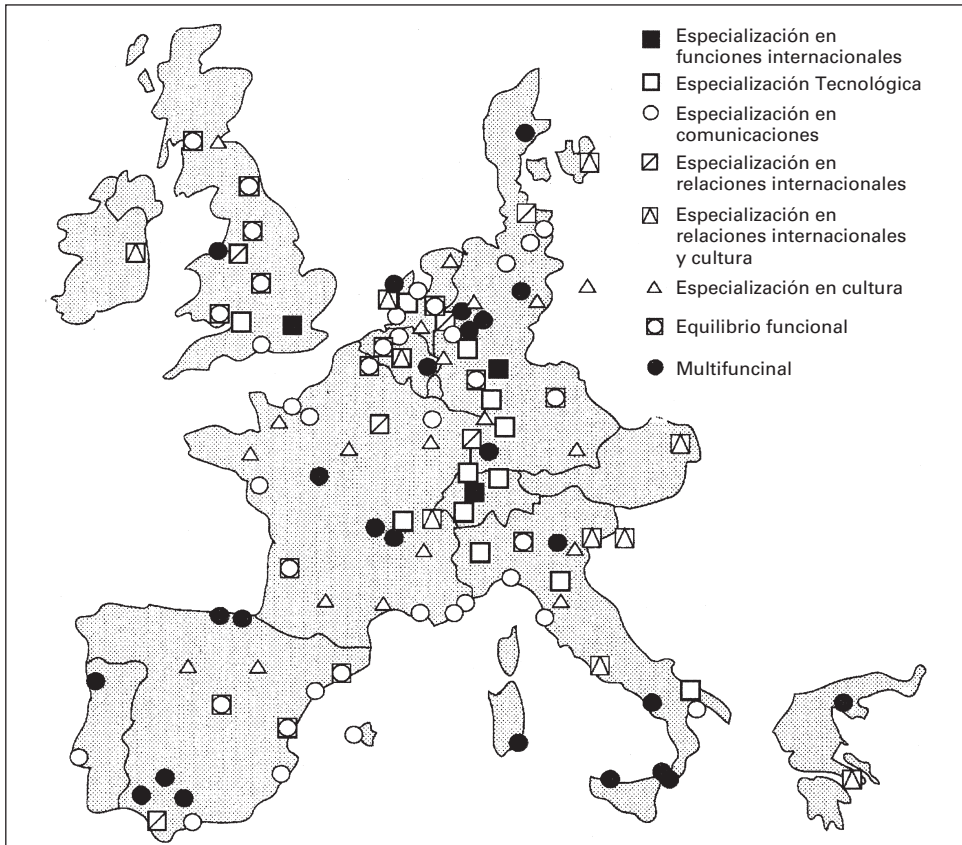 Especialización en
funciones internacionales
Especialización Tecnológica
Especialización en
comunicaciones
Especialización en
relaciones internacionales
Especialización en
relaciones internacionales
y cultura
Especialización en cultura
Equilibrio funcional
Multifuncinal